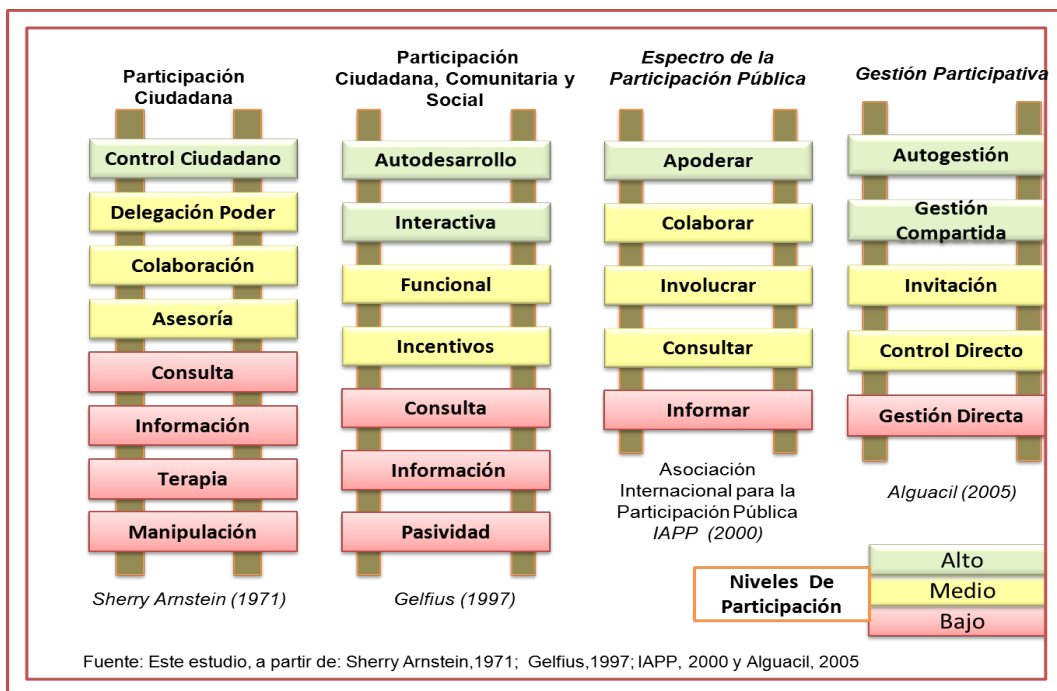 Participación
Ciudadana
Control Ciudadano
Delegación Poder
Colaboración
Asesoría
Consulta
Información
Terapia
Manipulación
Sherry Arnstein (1971)
Participación
Ciudadana, Comunitaria y
Social
Autodesarrollo
Interactiva
Funcional
Incentivos
Consulta
Información
Pasividad
Gelfius (1997)
Espectro de la
Participación Pública
Apoderar
Colaborar
Involucrar
Consultar
Informar
Asociación
Internacional para la
Participación Pública
IAPP (2000)
Gestión Participativa
Autogestión
Gestión
Compartida
Invitación
Control Directo
Gestión Directa
Alguacil (2005)
Niveles De
Participación
Alto
Medio
Bajo
Fuente: Este estudio, a partir de: Sherry Arnstein,1971; Gelfius,1997; IAPP, 2000 y Alguacil, 2005